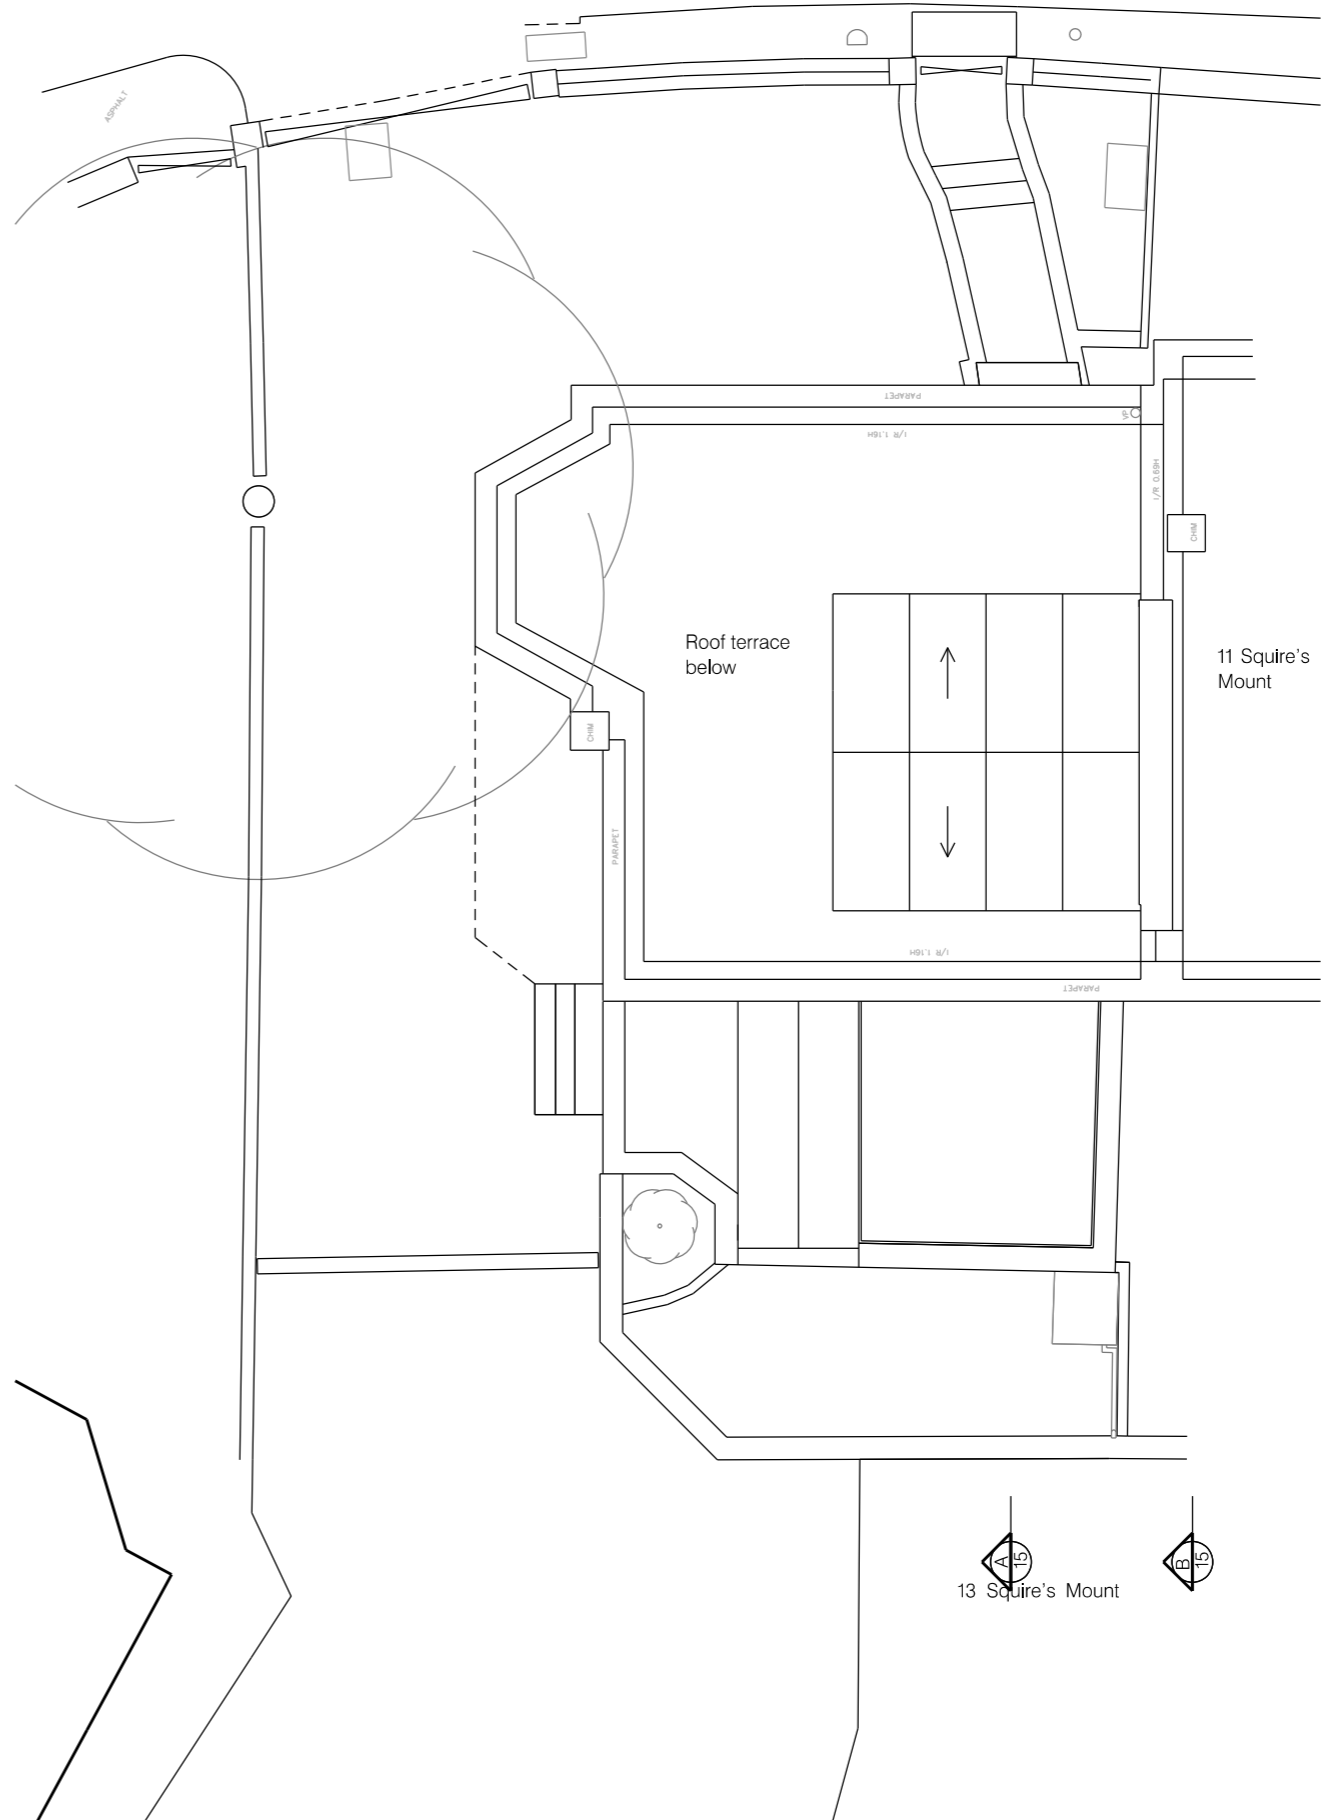 ASPHALT
PARAPET
I/R 1.16H
VP
I/R 0.69H
CHIM
Roof terrace
below
11 Squire's
Mount
CHIM
PARAPET
I/R 1.16H
PARAPET
A
15
B
15
13 Squire's Mount